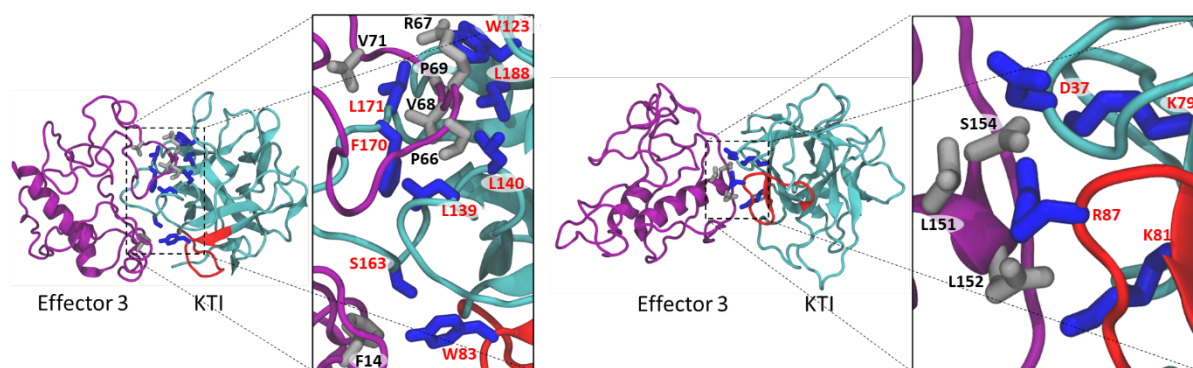 R67
W123
V71
P69
L188
L171
V68
F170
P66
L140
L139
S163
F14
W83
Effector 3
KTI
D37
K79
S154
L151
R87
K81
L152
Effector 3
KTI